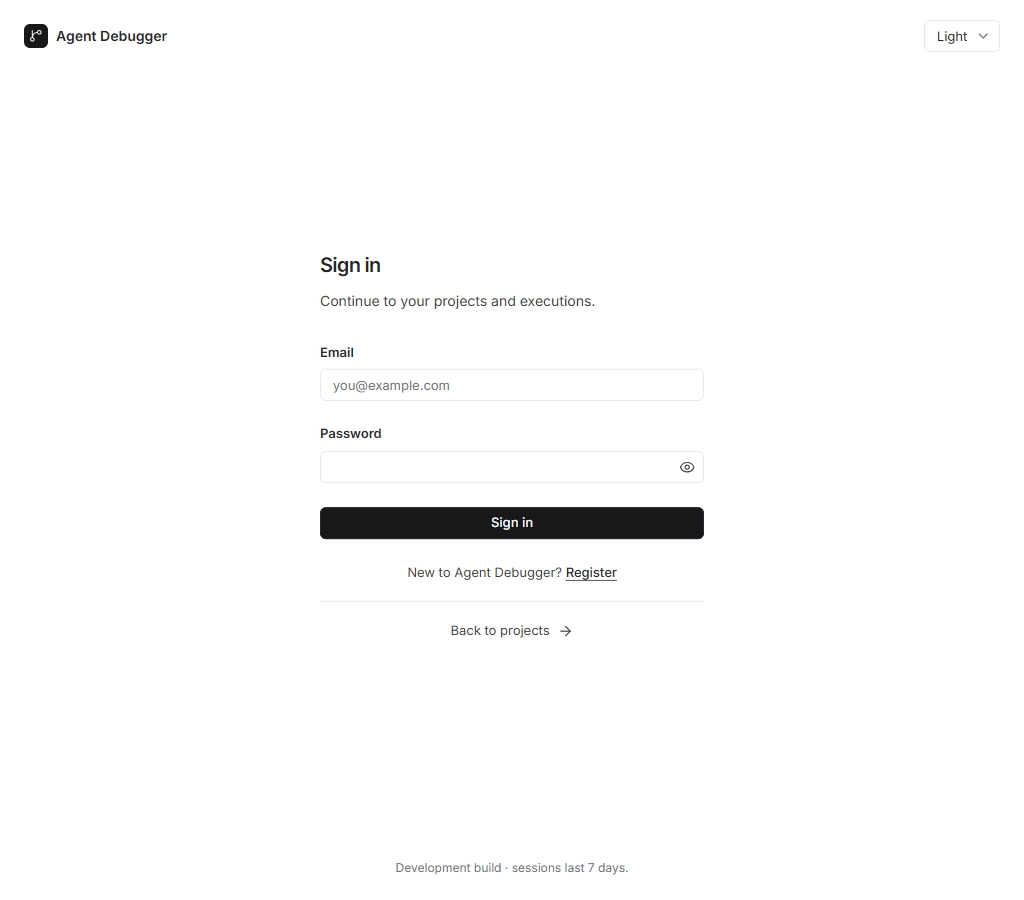 Agent Debugger
Light
Sign in
Continue to your projects and executions.
Email
you@example.com
Password
Sign in
New to Agent Debugger? Register
Back to projects
Development build · sessions last 7 days.